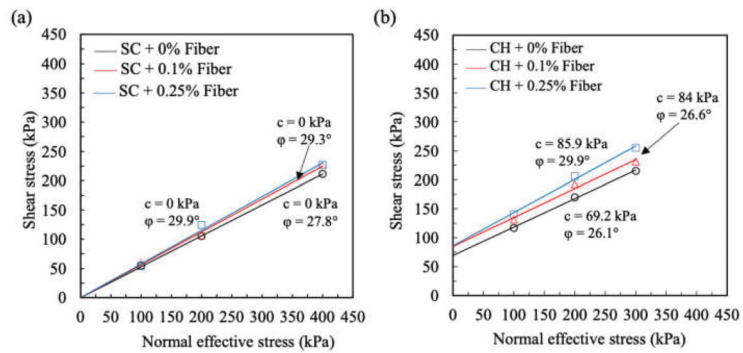 (a)
450
400
350
300
250
200
150
100
50
0
Shear stress (kPa)
SC + 0% Fiber
SC + 0.1% Fiber
SC + 0.25% Fiber
c = 0 kPa
φ = 29.3°
c = 0 kPa
φ = 29.9°
c = 0 kPa
φ = 27.8°
0 50 100 150 200 250 300 350 400 450
Normal effective stress (kPa)
(b)
450
400
350
300
250
200
150
100
50
0
Shear stress (kPa)
CH + 0% Fiber
CH + 0.1% Fiber
CH + 0.25% Fiber
c = 84 kPa
φ = 26.6°
c = 85.9 kPa
φ = 29.9°
c = 69.2 kPa
φ = 26.1°
0 50 100 150 200 250 300 350 400 450
Normal effective stress (kPa)